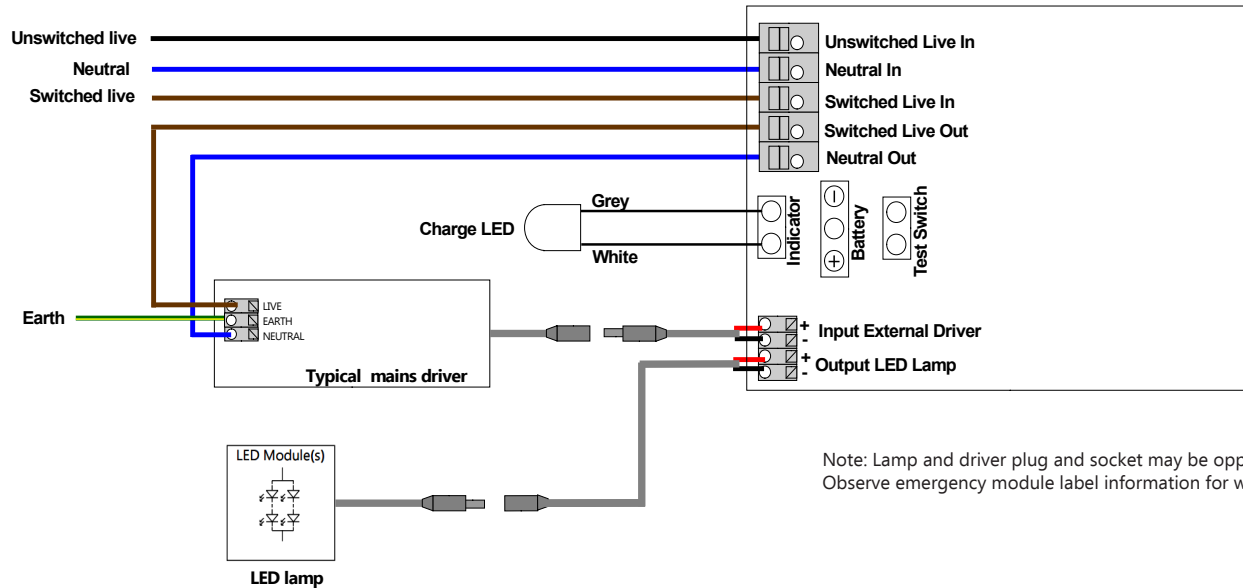 Unswitched live
Neutral
Switched live
Unswitched Live In
Neutral In
Switched Live In
Switched Live Out
Neutral Out
Charge LED
Grey
White
Indicator
-
+
Battery
Test Switch
Earth
LIVE
EARTH
NEUTRAL
Typical mains driver
+
-
Input External Driver
+
-
Output LED Lamp
LED Module(s)
LED lamp
Note: Lamp and driver plug and socket may be
Observe emergency module label information for